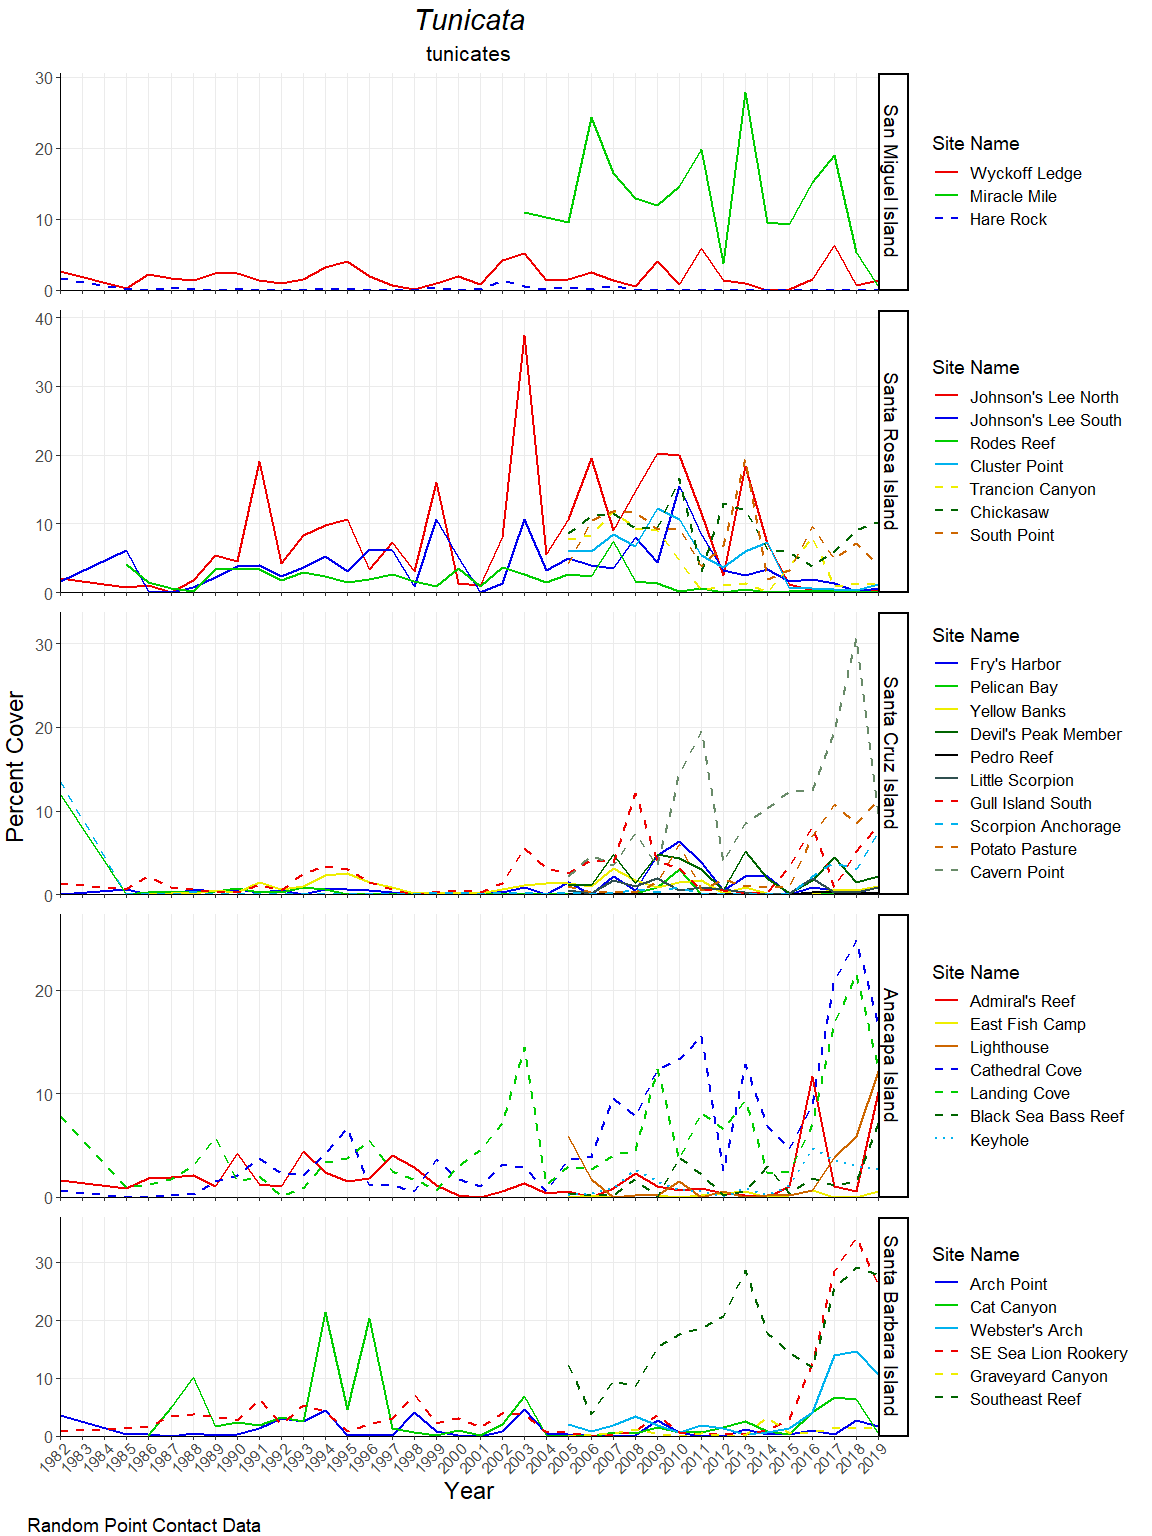 Tunicata
tunicates
Percent Cover
30
20
10
0
San Miguel Island
Site Name
Wyckoff Ledge
Miracle Mile
Hare Rock
40
30
20
10
0
Santa Rosa Island
Site Name
Johnson's Lee North
Johnson's Lee South
Rodes Reef
Cluster Point
Trancion Canyon
Chickasaw
South Point
30
20
10
0
Santa Cruz Island
Site Name
Fry's Harbor
Pelican Bay
Yellow Banks
Devil's Peak Member
Pedro Reef
Little Scorpion
Gull Island South
Scorpion Anchorage
Potato Pasture
Cavern Point
20
10
0
Anacapa Island
Site Name
Admiral's Reef
East Fish Camp
Lighthouse
Cathedral Cove
Landing Cove
Black Sea Bass Reef
Keyhole
30
20
10
0
Santa Barbara Island
Site Name
Arch Point
Cat Canyon
Webster's Arch
SE Sea Lion Rookery
Graveyard Canyon
Southeast Reef
1982 1983 1984 1985 1986 1987 1988 1989 1990 1991 1992 1993 1994 1995 1996 1997 1998 1999 2000 2001 2002 2003 2004 2005 2006 2007 2008 2009 2010 2011 2012 2013 2014 2015 2016 2017 2018 2019
Year
Random Point Contact Data